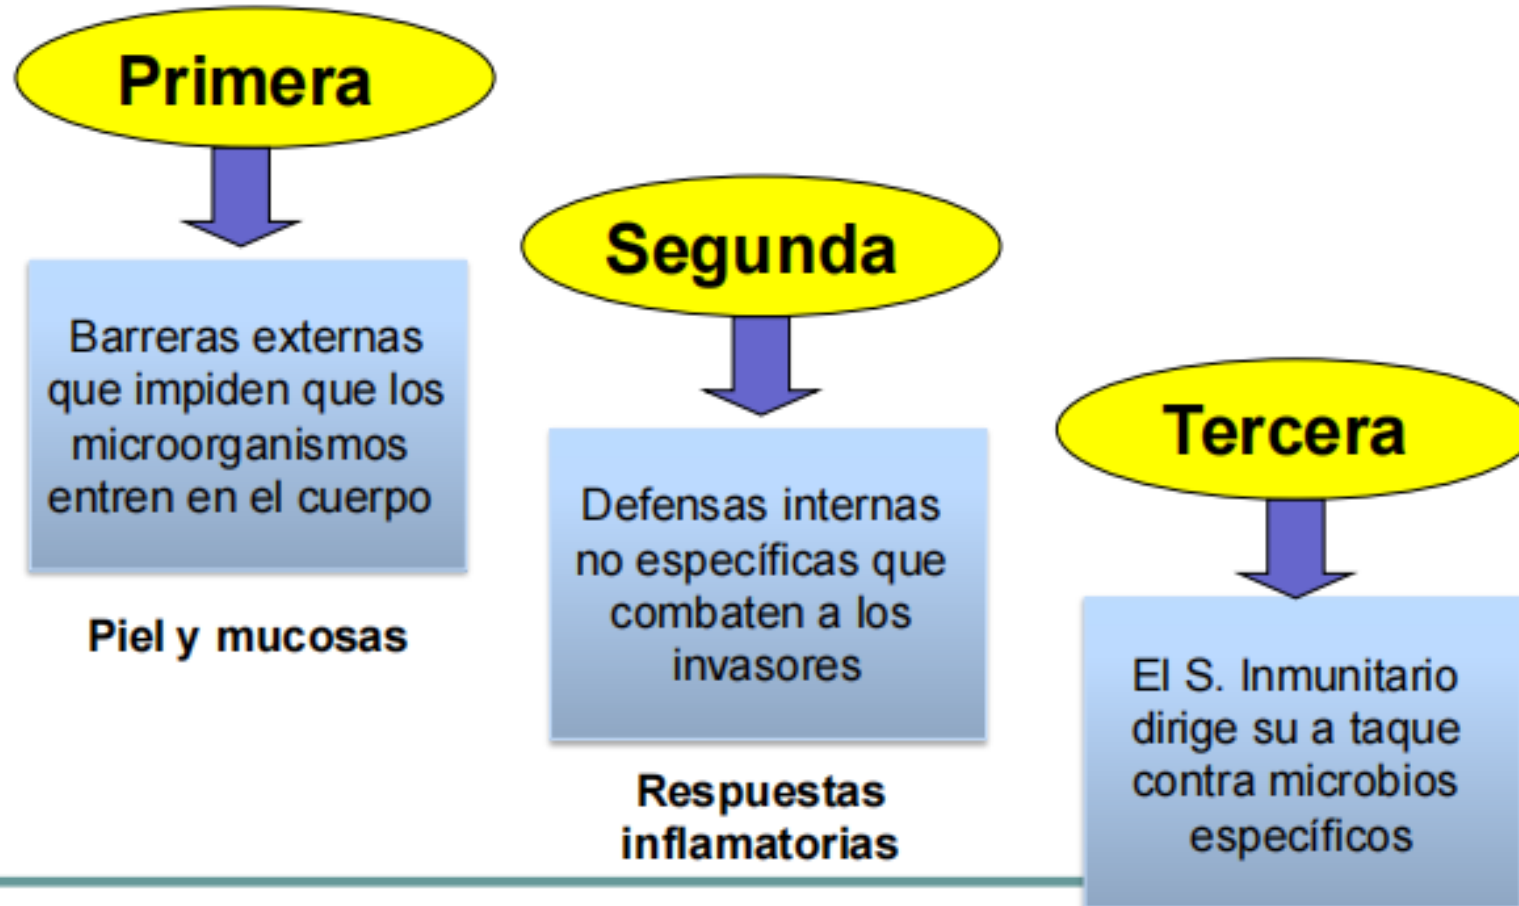 Primera
Barreras externas
que impiden que los
microorganismos
entren en el cuerpo
Piel y mucosas
Segunda
Defensas internas
no específicas que
combaten a los
invasores
Respuestas
inflamatorias
Tercera
El S. Inmunitario
dirige su a taque
contra microbios
específicos